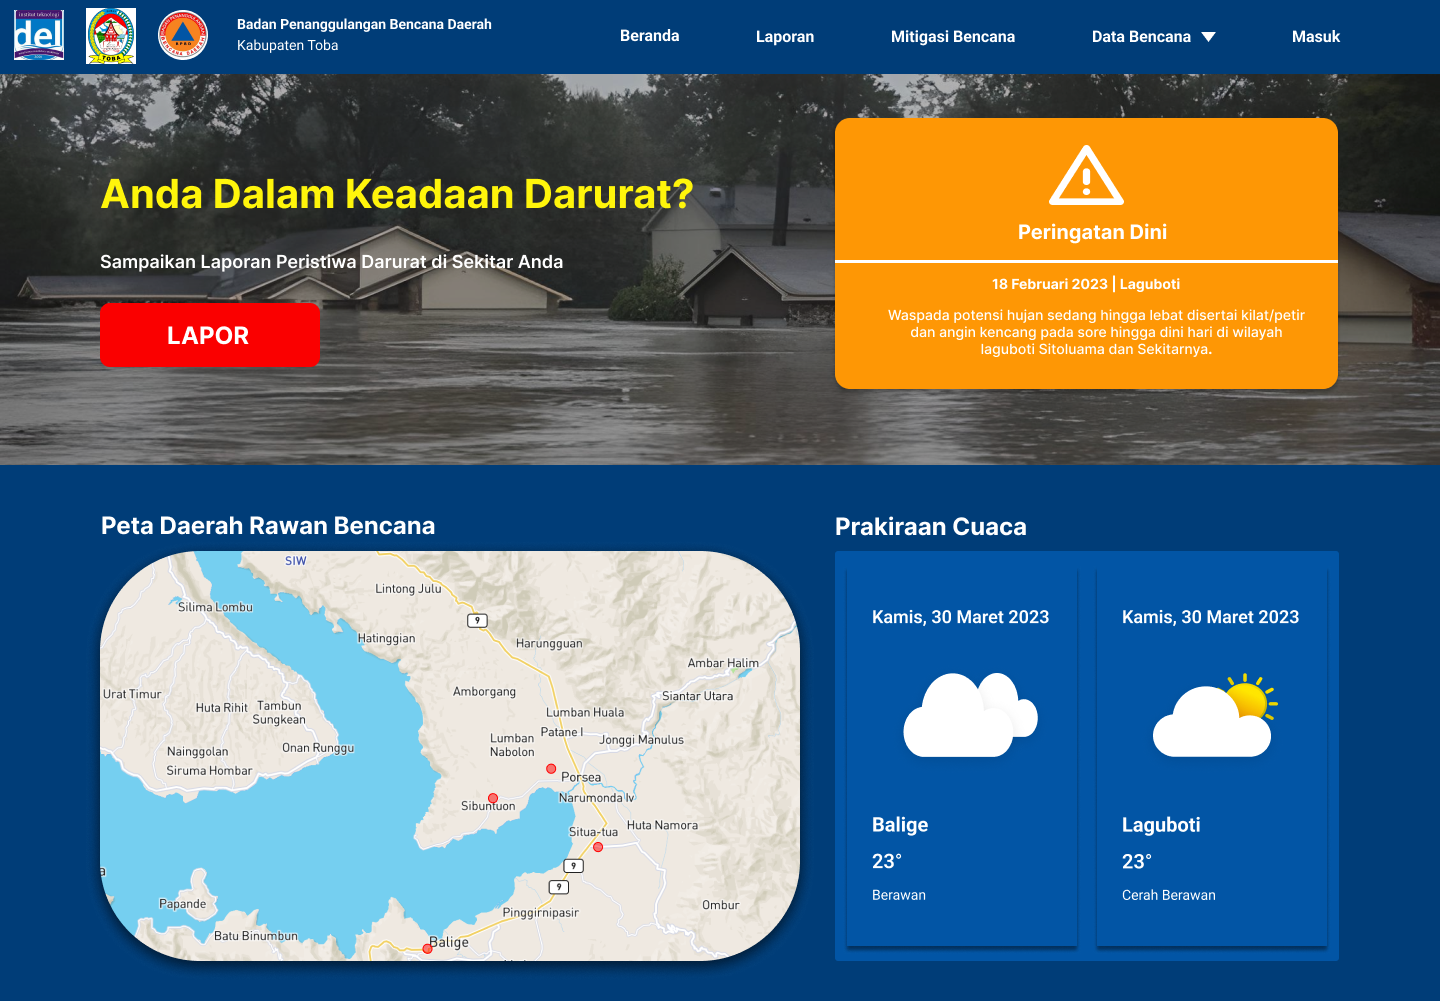 institut teknologi
del
TOBA
BPBD
Badan Penanggulangan Bencana Daerah
Kabupaten Toba
Beranda
Laporan
Mitigasi Bencana
Data Bencana
Masuk
Anda Dalam Keadaan Darurat?
Sampaikan Laporan Peristiwa Darurat di Sekitar Anda
LAPOR
Peringatan Dini
18 Februari 2023 | Laguboti
Waspada potensi hujan sedang hingga lebat disertai kilat/petir
dan angin kencang pada sore hingga dini hari di wilayah
laguboti Sitoluama dan Sekitarnya.
Peta Daerah Rawan Bencana
SIW
Lintong Julu
Silima Lombu
9
Hatinggian
Harungguan
Ambar Halim
Urat Timur
Amborgang
Siantar Utara
Huta Rihit
Tambun
Sungkean
Lumban Huala
Patane I
Lumban
Nabolon
Jonggi Manulus
Onan Runggu
Nainggolan
Siruma Hombar
Porsea
Sibuntuon
Narumonda Iv
Situa-tua
Huta Namora
9
a
9
Papande
Pinggirnipasir
Ombur
Batu Binumbun
Balige
Prakiraan Cuaca
Kamis, 30 Maret 2023
Balige
23°
Berawan
Kamis, 30 Maret 2023
Laguboti
23°
Cerah Berawan